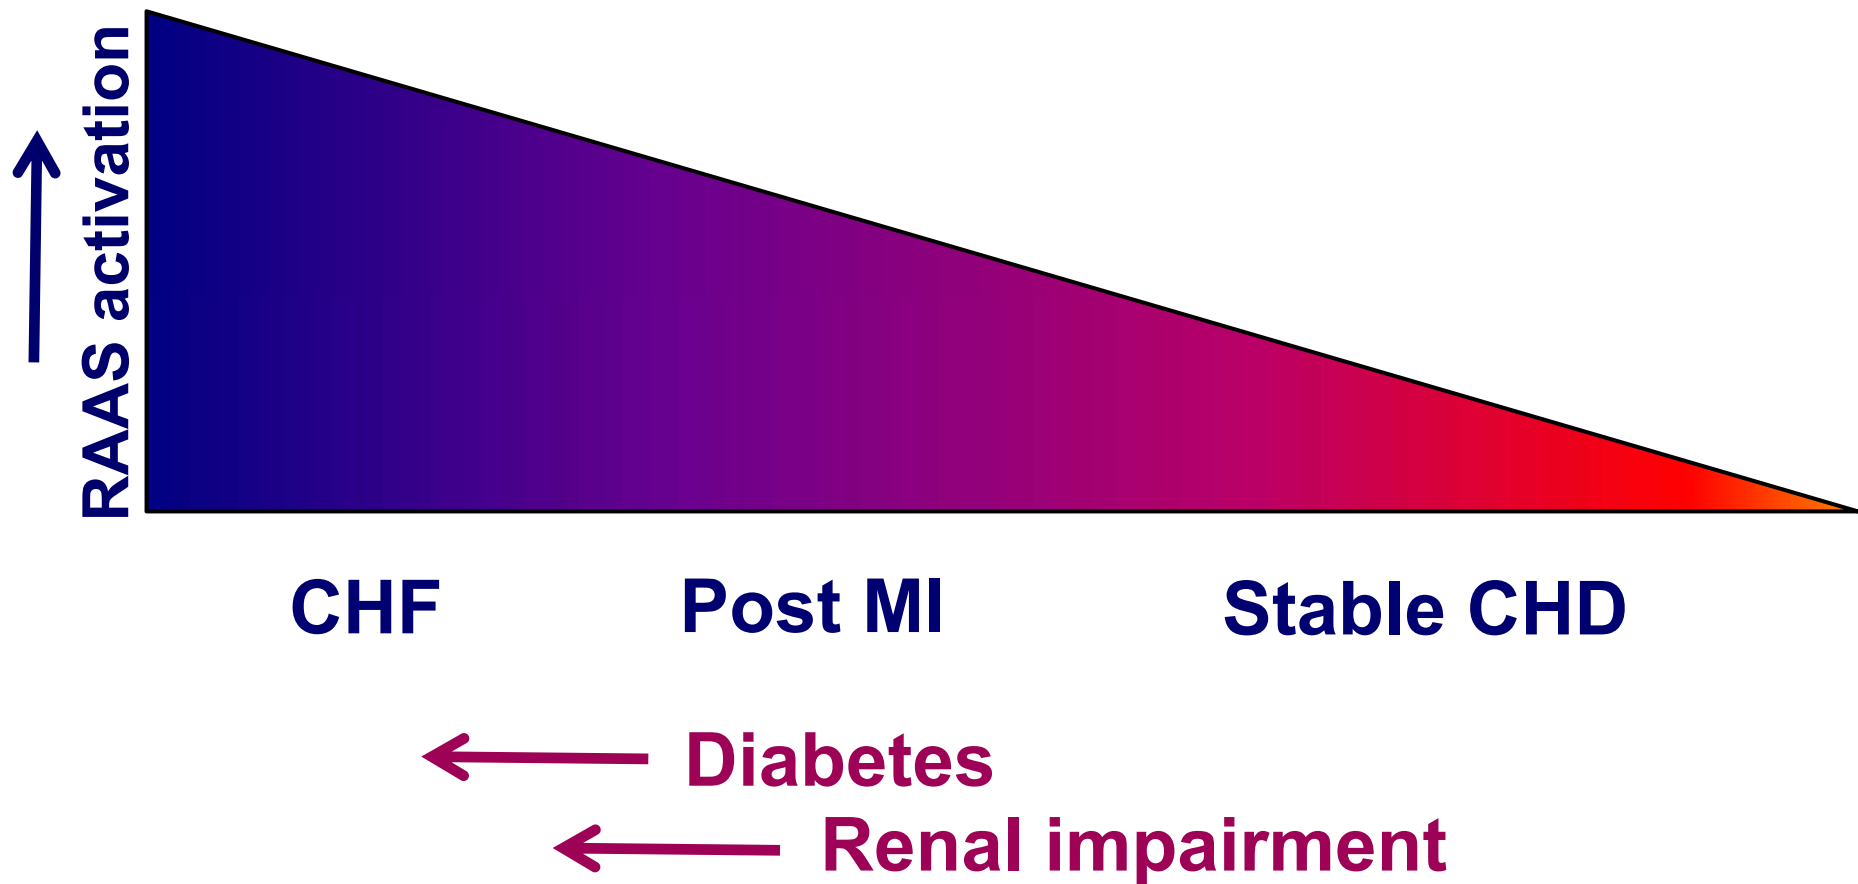 RAAS activation
CHF
Post MI
Stable CHD
Diabetes
Renal impairment